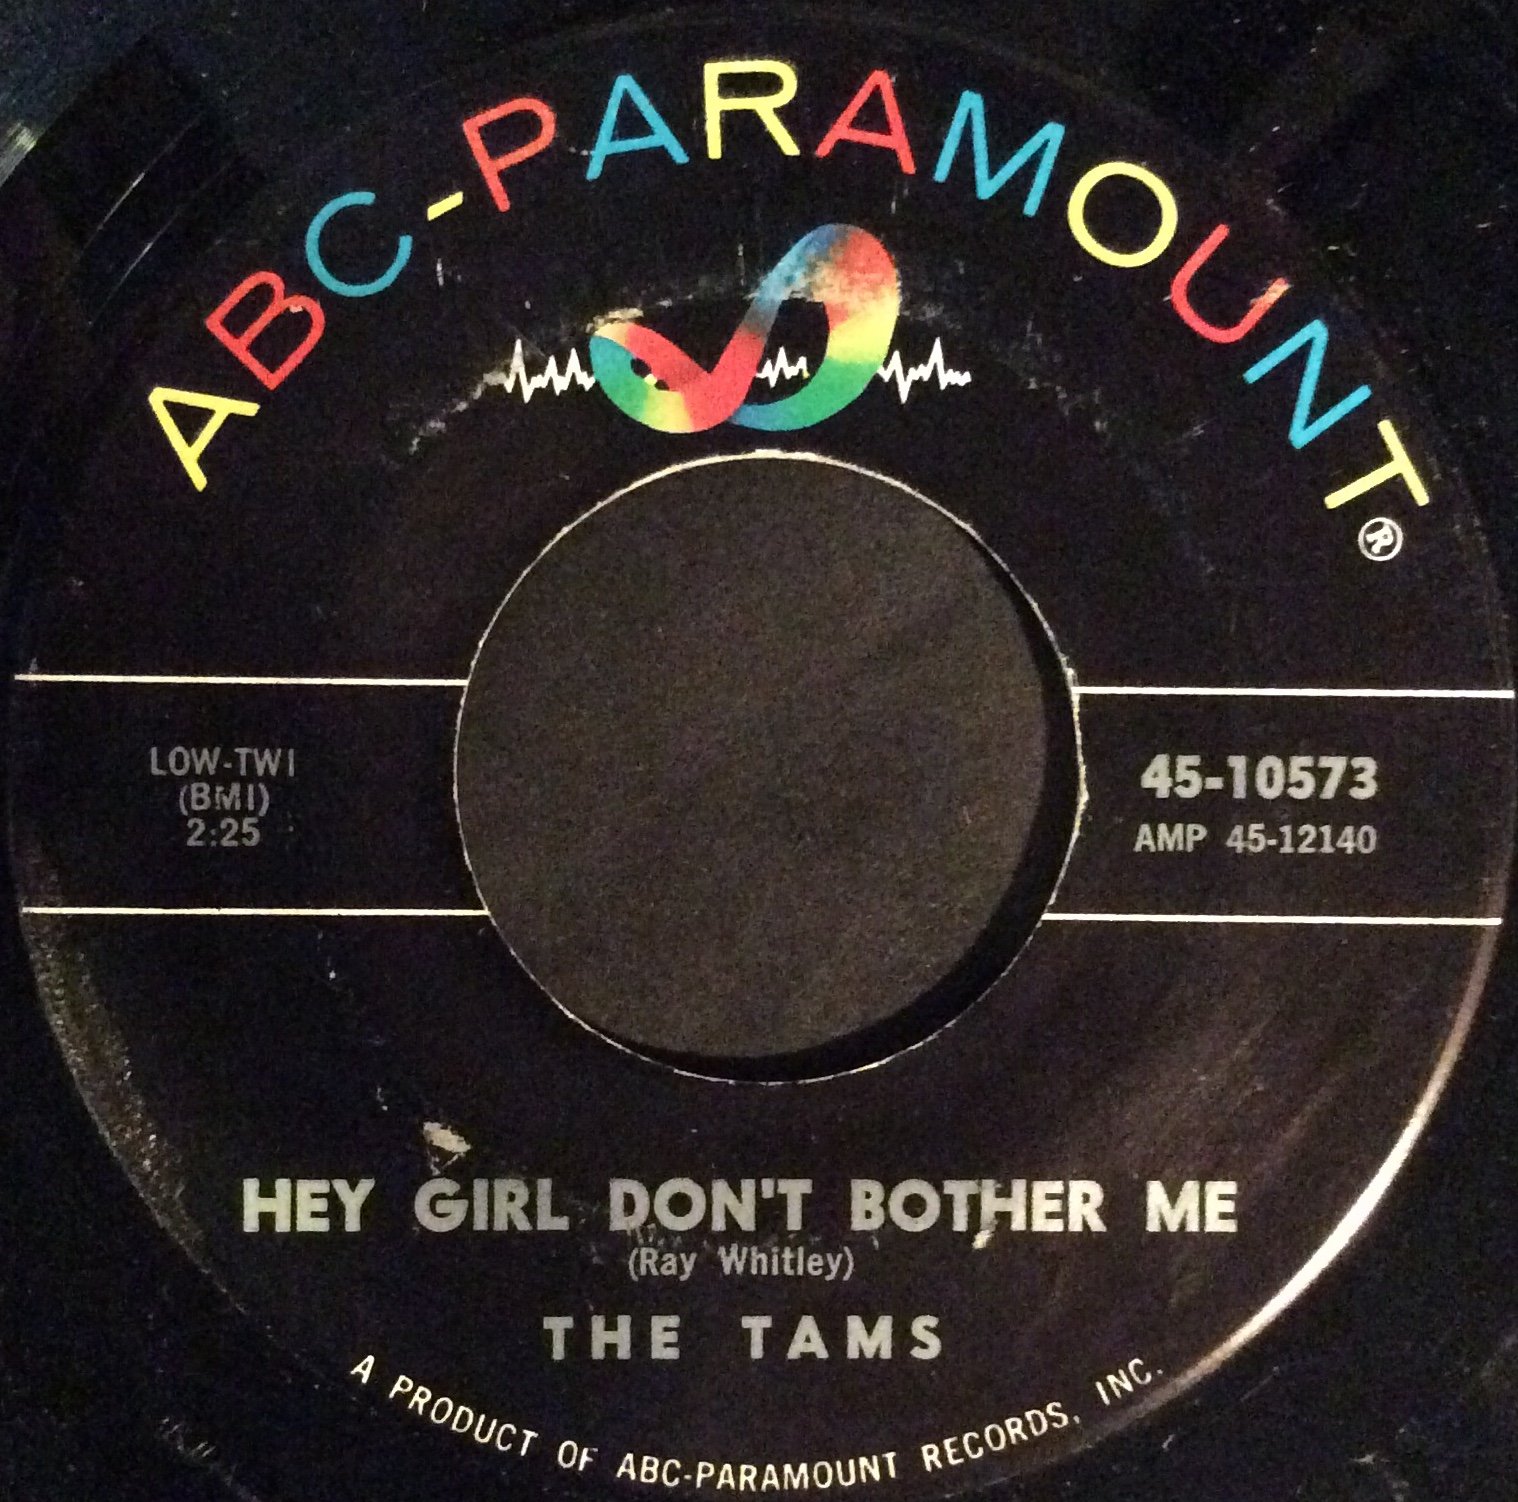 ABC-PARAMOUNT®
LOW-TWI
(BMI)
2:25
45-10573
AMP 45-12140
HEY GIRL DON'T BOTHER ME
(Ray Whitley)
THE TAMS
A PRODUCT OF ABC-PARAMOUNT RECORDS, INC.